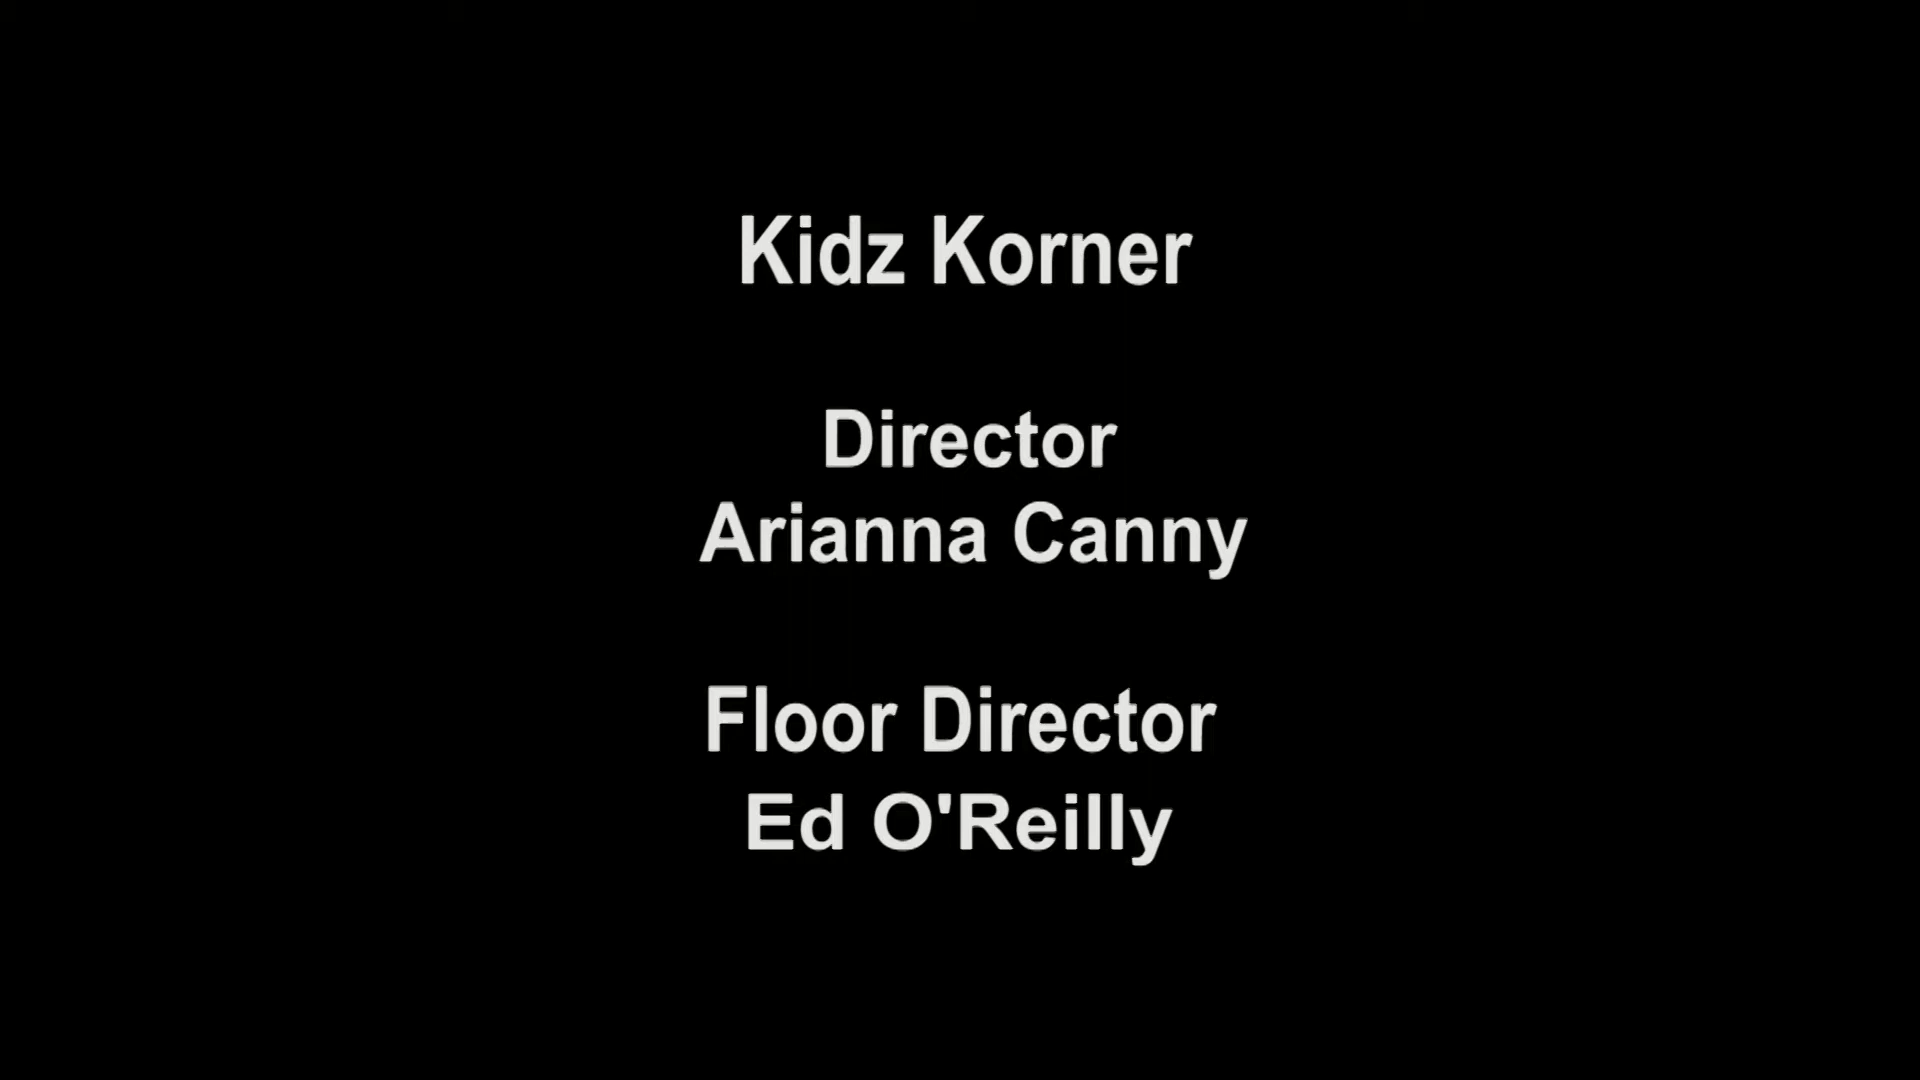 Kidz Korner
Director
Arianna Canny
Floor Director
Ed O'Reilly